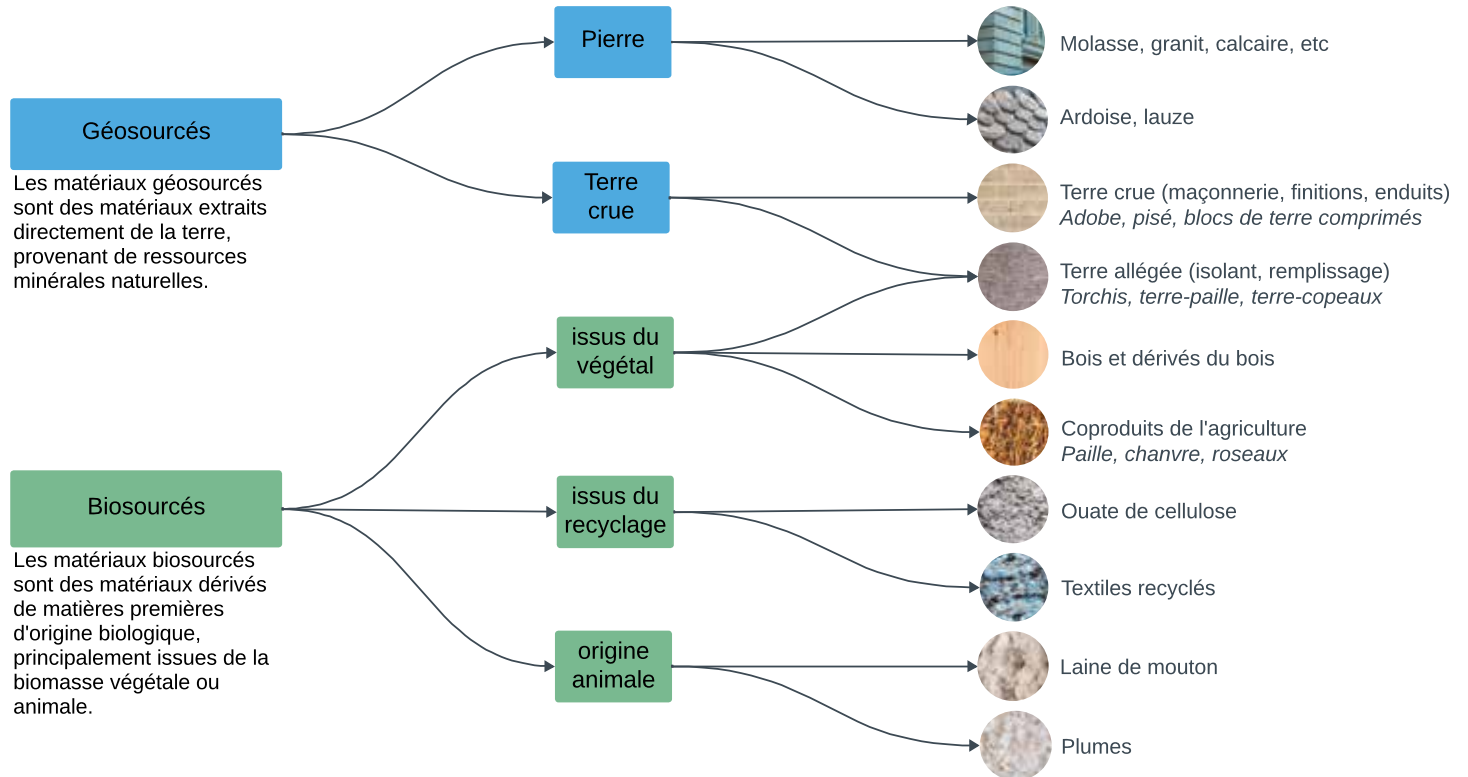 Géosourcés
Les matériaux géosourcés
sont des matériaux extraits
directement de la terre,
provenant de ressources
minérales naturelles.
Pierre
Molasse, granit, calcaire, etc
Ardoise, lauze
Terre
crue
Terre crue (maçonnerie, finitions, enduits)
Adobe, pisé, blocs de terre comprimés
Terre allégée (isolant, remplissage)
Torchis, terre-paille, terre-copeaux
Biosourcés
Les matériaux biosourcés
sont des matériaux dérivés
de matières premières
d'origine biologique,
principalement issues de la
biomasse végétale ou
animale.
issus du
végétal
Bois et dérivés du bois
Coproduits de l'agriculture
Paille, chanvre, roseaux
issus du
recyclage
Ouate de cellulose
Textiles recyclés
origine
animale
Laine de mouton
Plumes